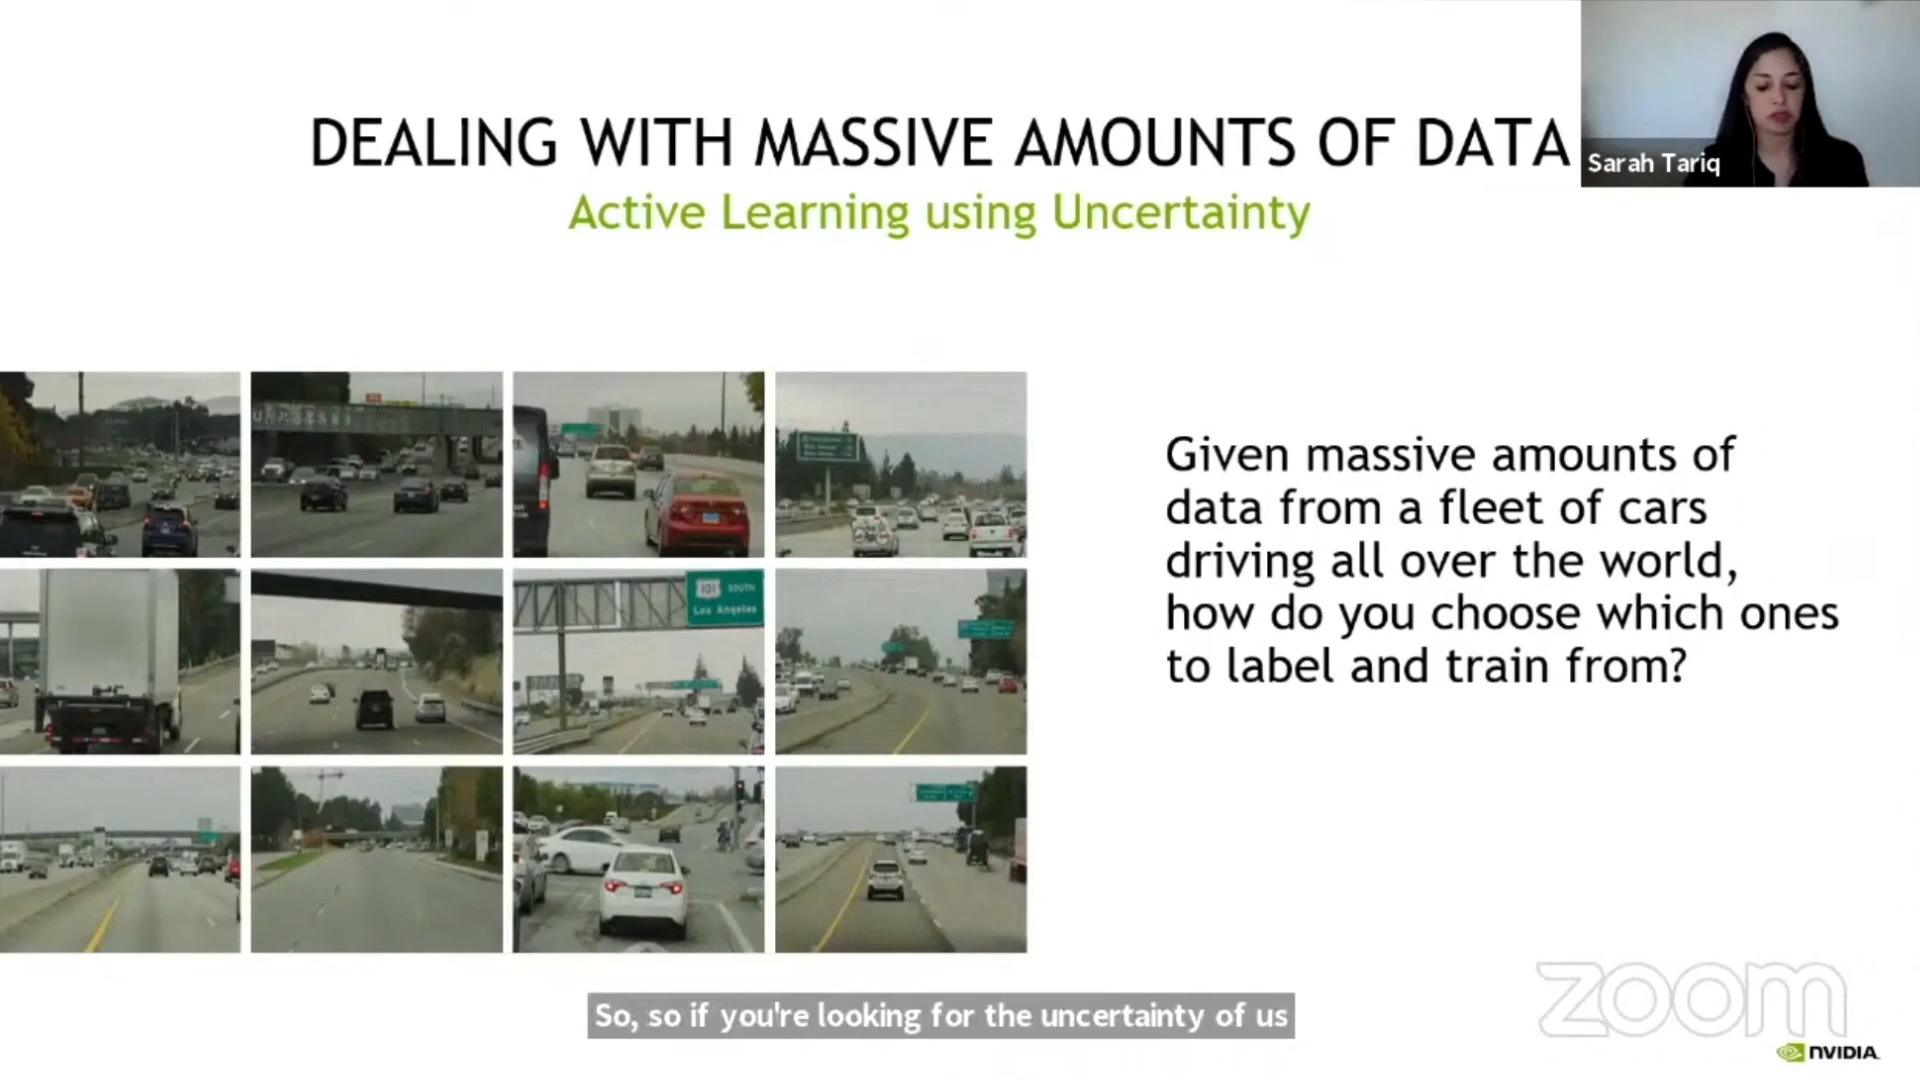 DEALING WITH MASSIVE AMOUNTS OF DATA
Sarah Tariq
Active Learning using Uncertainty
101 SOUTH
Los Angeles
Given massive amounts of
data from a fleet of cars
driving all over the world,
how do you choose which ones
to label and train from?
So, so if you're looking for the uncertainty of us
zoom
NVIDIA.